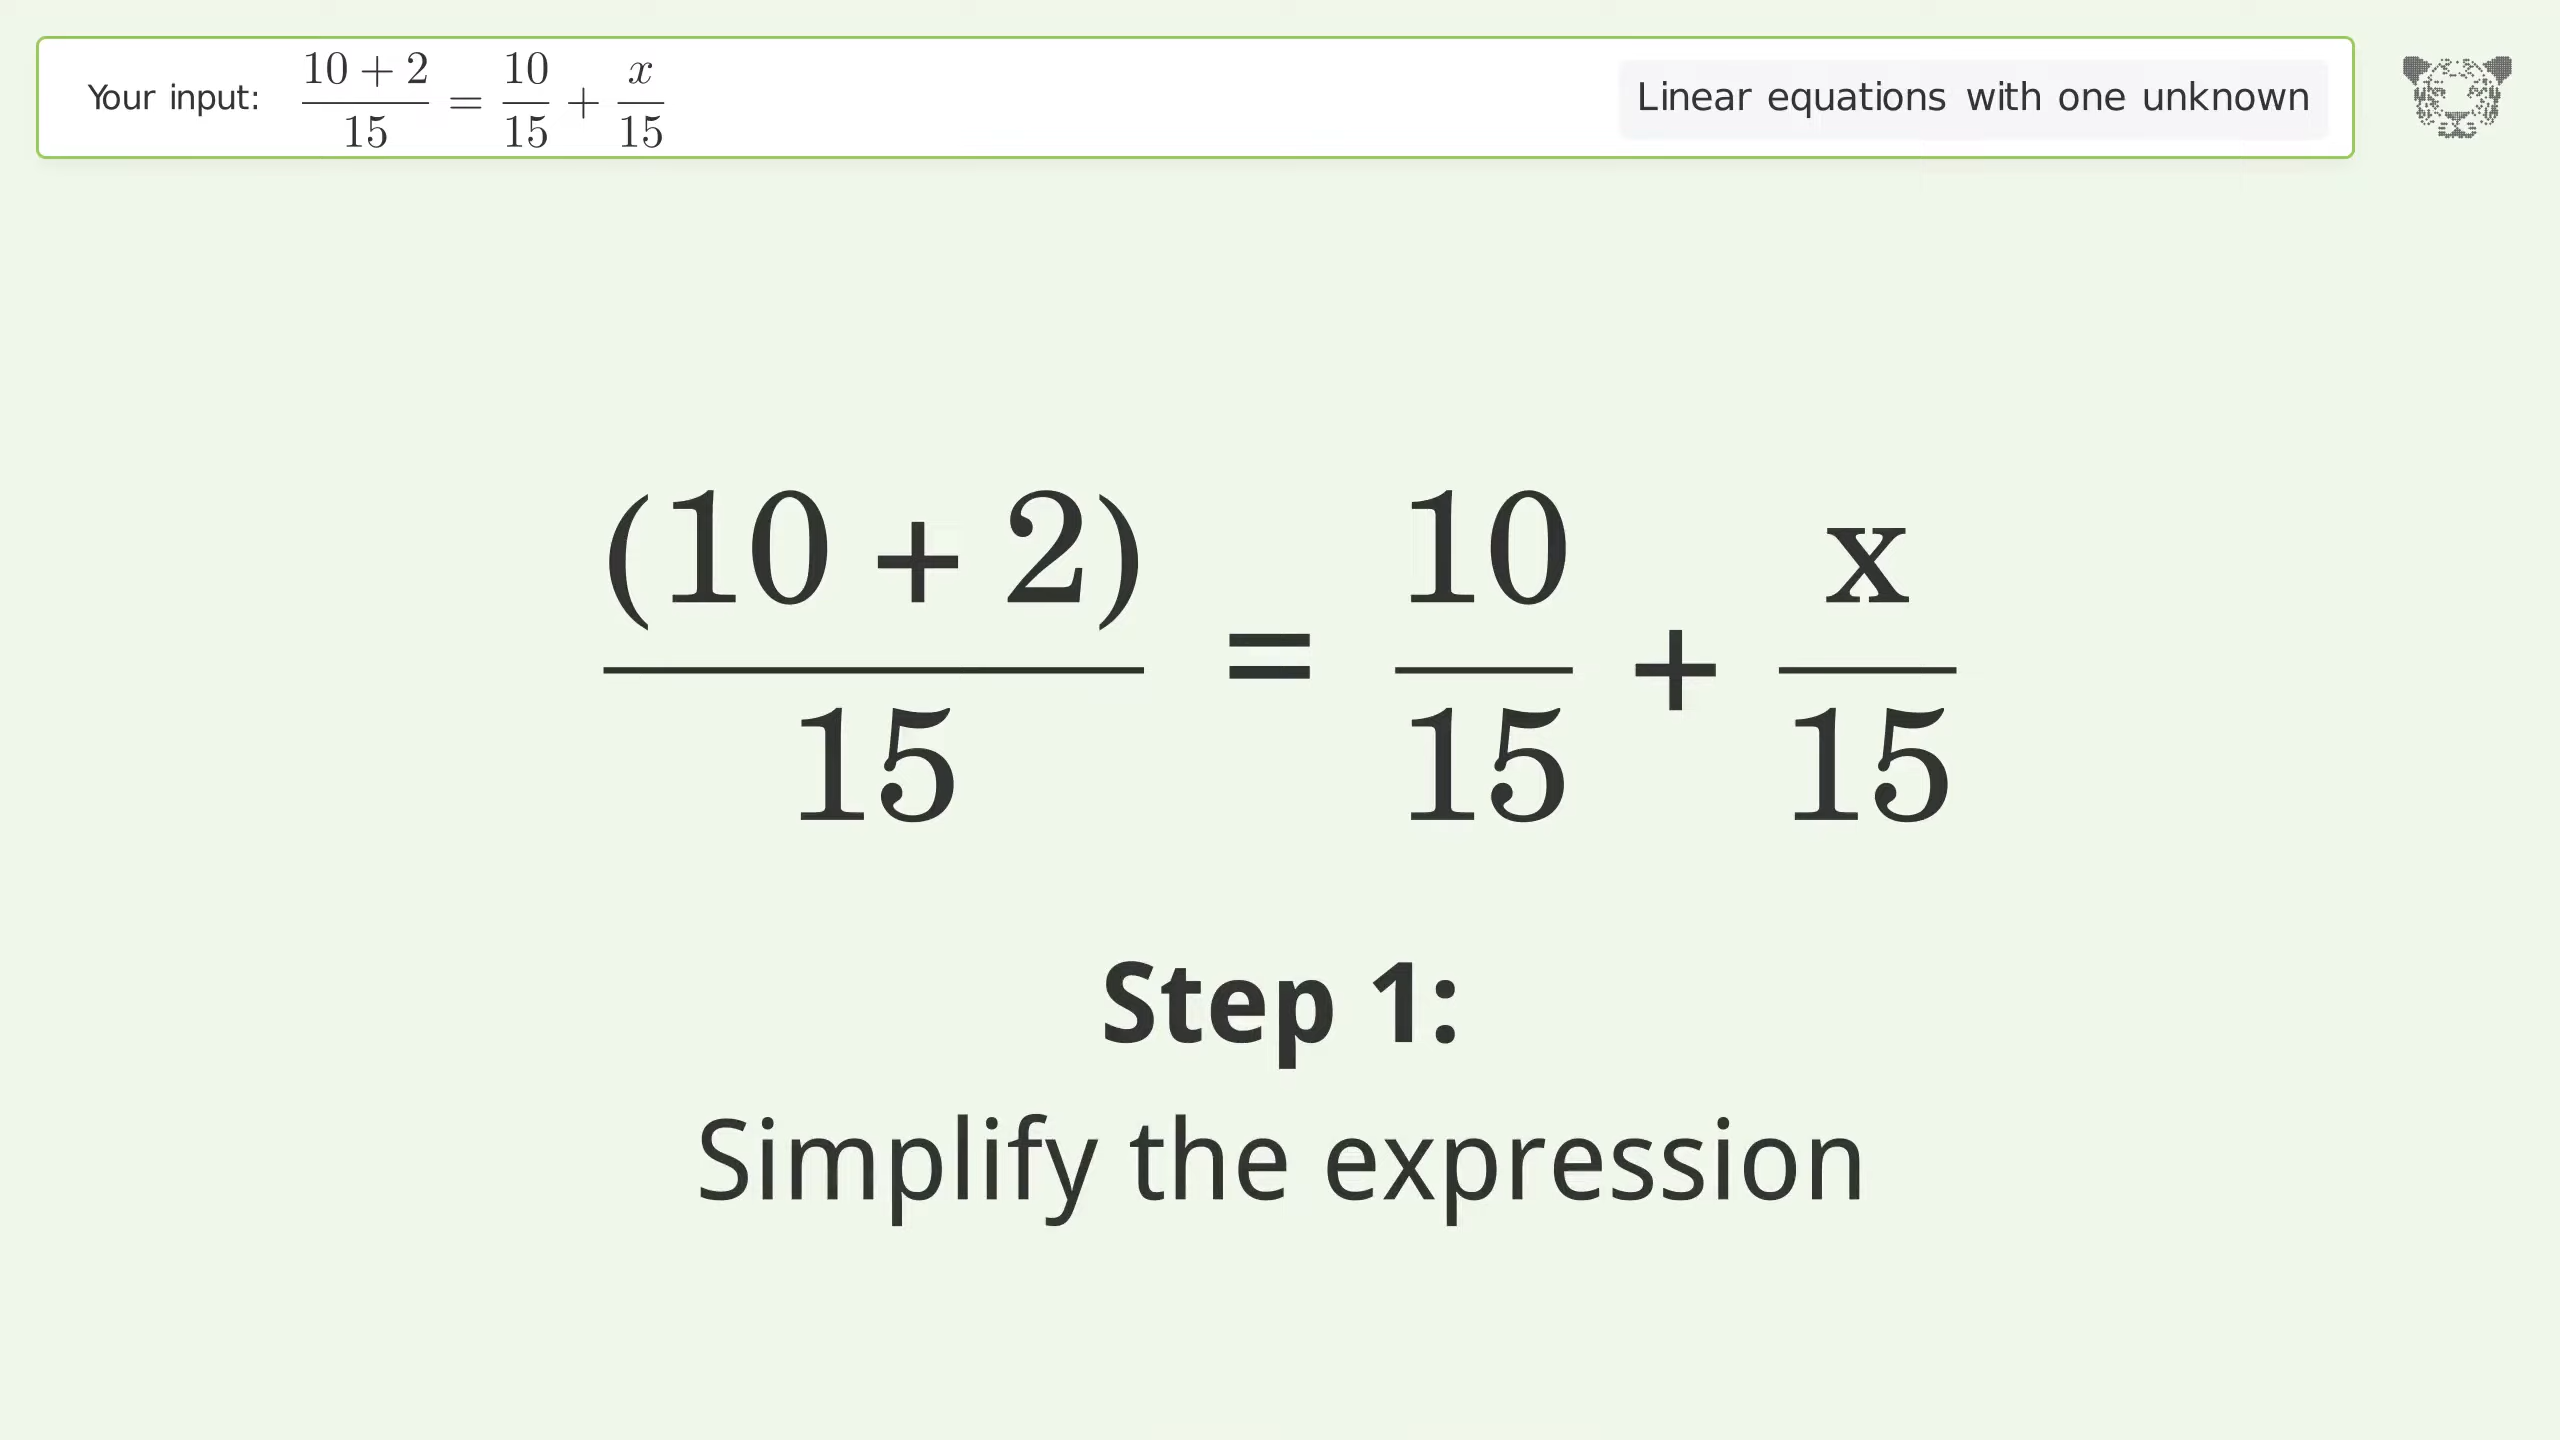 Your input: (10 + 2)/15 = 10/15 + x/15
Linear equations with one unknown
(10 + 2)/15 = 10/15 + x/15
Step 1:
Simplify the expression